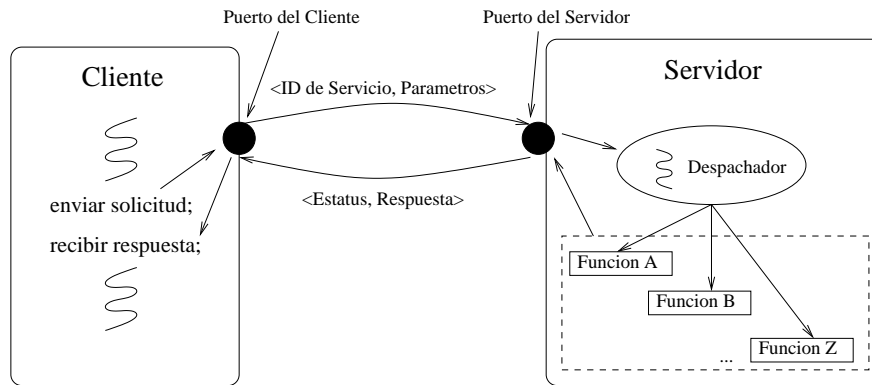 Puerto del Cliente
Puerto del Servidor
Cliente
Servidor
<ID de Servicio, Parametros>
Despachador
<Estatus, Respuesta>
enviar solicitud;
recibir respuesta;
Funcion A
Funcion B
Funcion Z
...